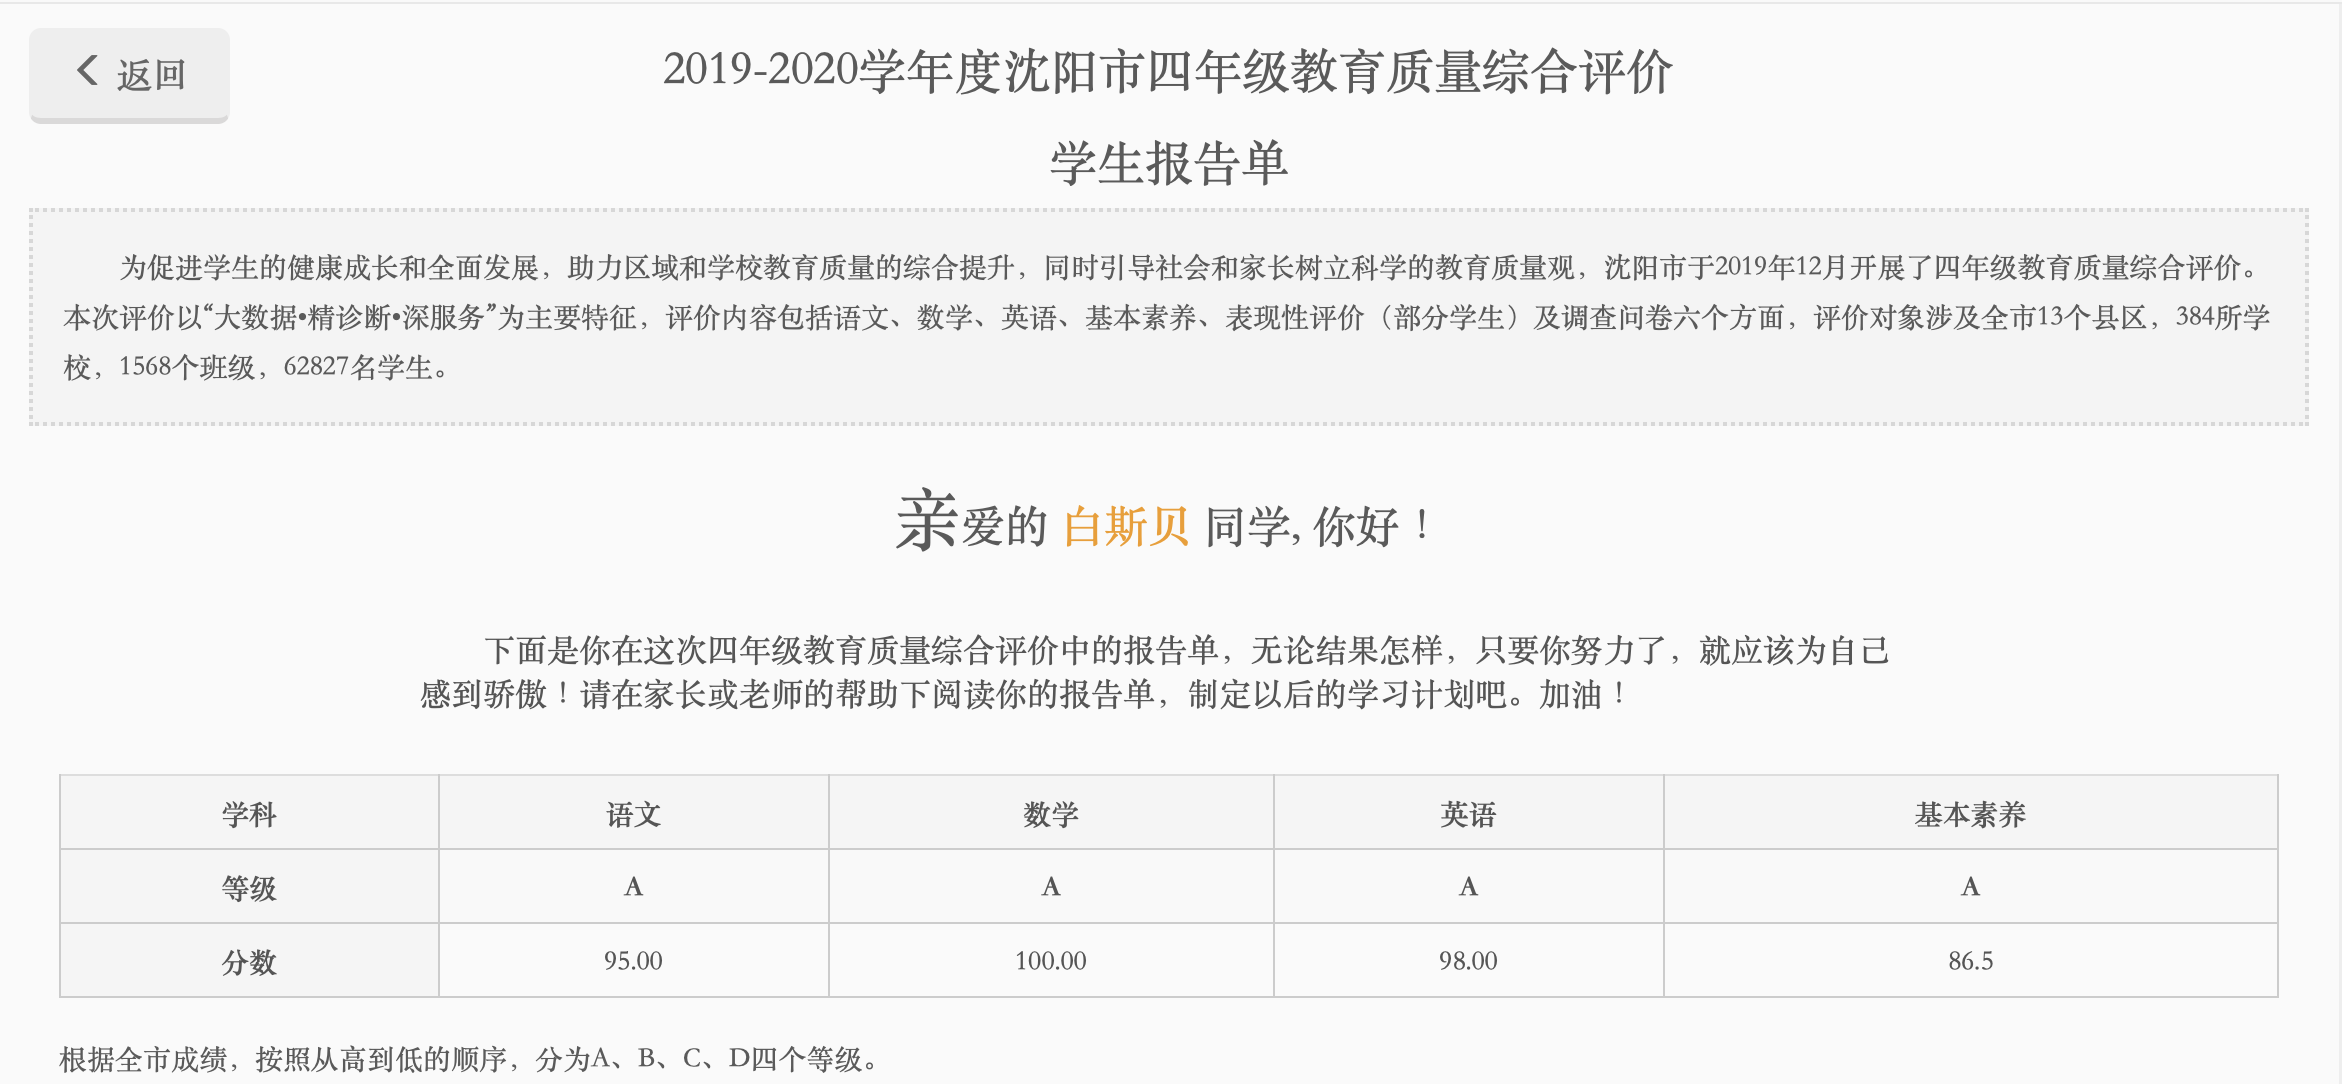 返回
2019-2020学年度沈阳市四年级教育质量综合评价
学生报告单
为促进学生的健康成长和全面发展，助力区域和学校教育质量的综合提升，同时引导社会和家长树立科学的教育质量观，沈阳市于2019年12月开展了四年级教育质量综合评价。
本次评价以“大数据•精诊断•深服务”为主要特征，评价内容包括语文、数学、英语、基本素养、表现性评价（部分学生）及调查问卷六个方面，评价对象涉及全市13个县区，384所学
校，1568个班级，62827名学生。
亲爱的 白斯贝 同学, 你好！
下面是你在这次四年级教育质量综合评价中的报告单，无论结果怎样，只要你努力了，就应该为自己
感到骄傲！请在家长或老师的帮助下阅读你的报告单，制定以后的学习计划吧。加油！
学科 语文 数学 英语 基本素养
等级 A A A A
分数 95.00 100.00 98.00 86.5
根据全市成绩，按照从高到低的顺序，分为A、B、C、D四个等级。